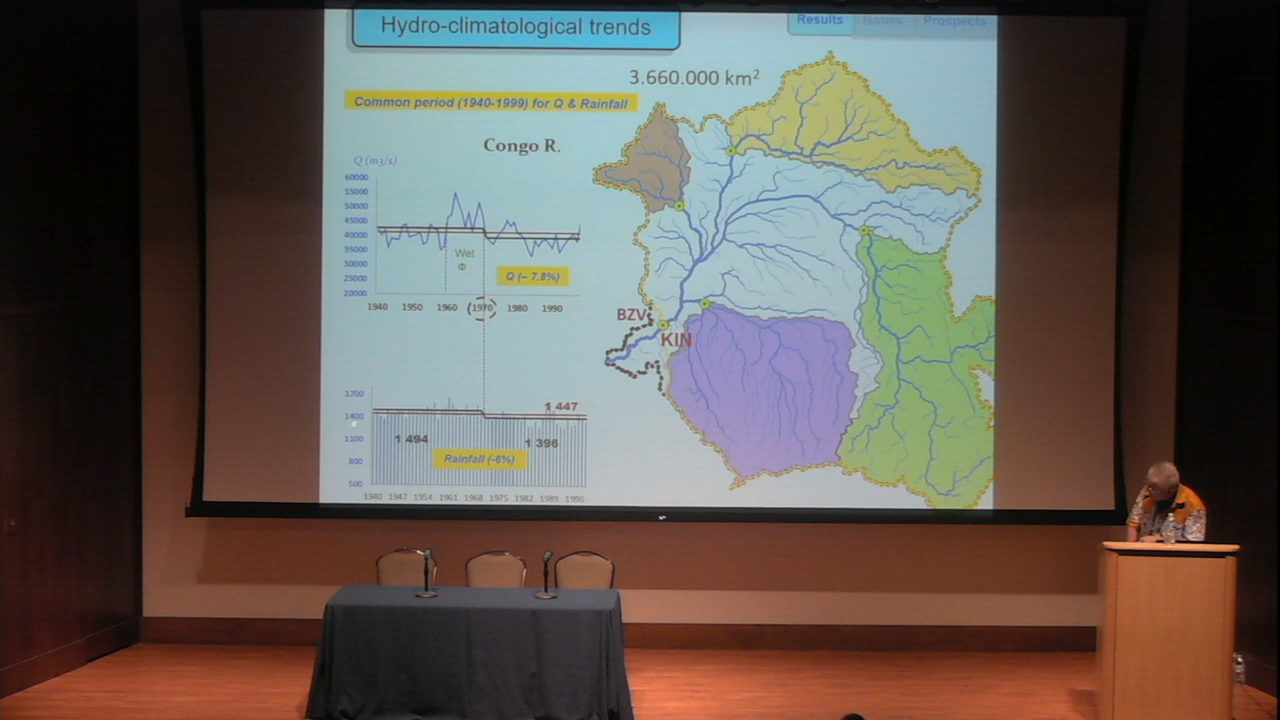 Hydro-climatological trends
Results Issues Prospects
3.660.000 km²
Common period (1940-1999) for Q & Rainfall
Congo R.
Q (m3/s)
60000
55000
50000
45000
40000
35000
30000
25000
20000
Wet
Φ
Q (– 7.8%)
1940 1950 1960 (1970) 1980 1990
BZV
KIN
1700
1400
1100
800
500
1 447
1 494
1 396
Rainfall (-6%)
1940 1947 1954 1961 1968 1975 1982 1989 1996